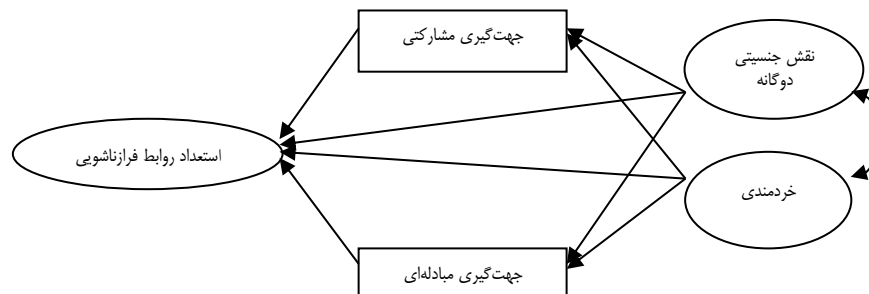 جهت‌گیری مشارکتی
نقش جنسیتی
دوگانه
استعداد روابط فرازناشویی
خردمندی
جهت‌گیری مبادله‌ای